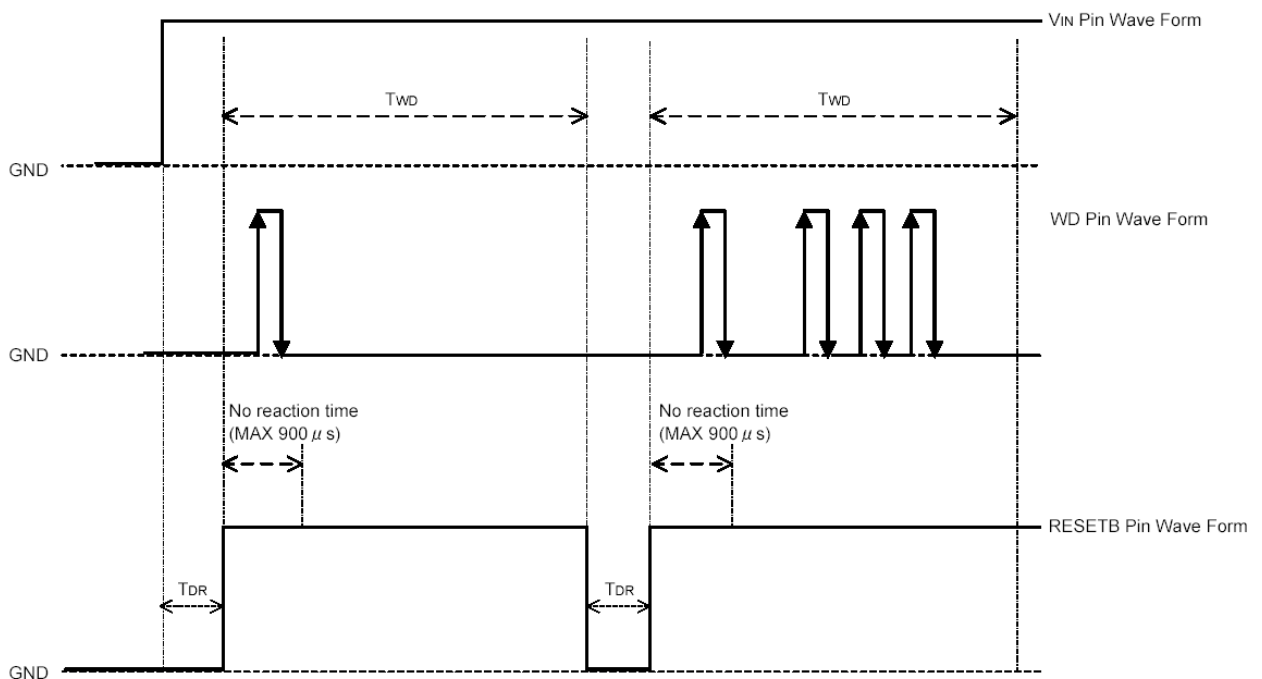 VIN Pin Wave Form
TWD
TWD
GND
WD Pin Wave Form
GND
No reaction time
(MAX 900 μ s)
No reaction time
(MAX 900 μ s)
RESETB Pin Wave Form
TDR
TDR
GND